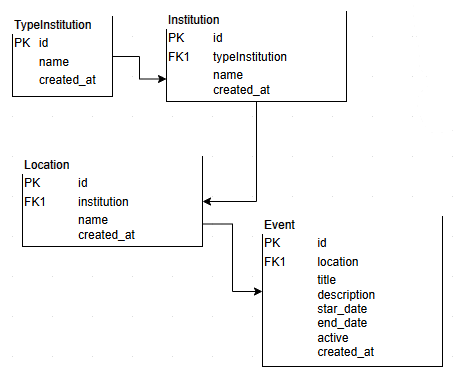 TypeInstitution
PK id
name
created_at
Institution
PK id
FK1 typeInstitution
name
created_at
Location
PK id
FK1 institution
name
created_at
Event
PK id
FK1 location
title
description
star_date
end_date
active
created_at